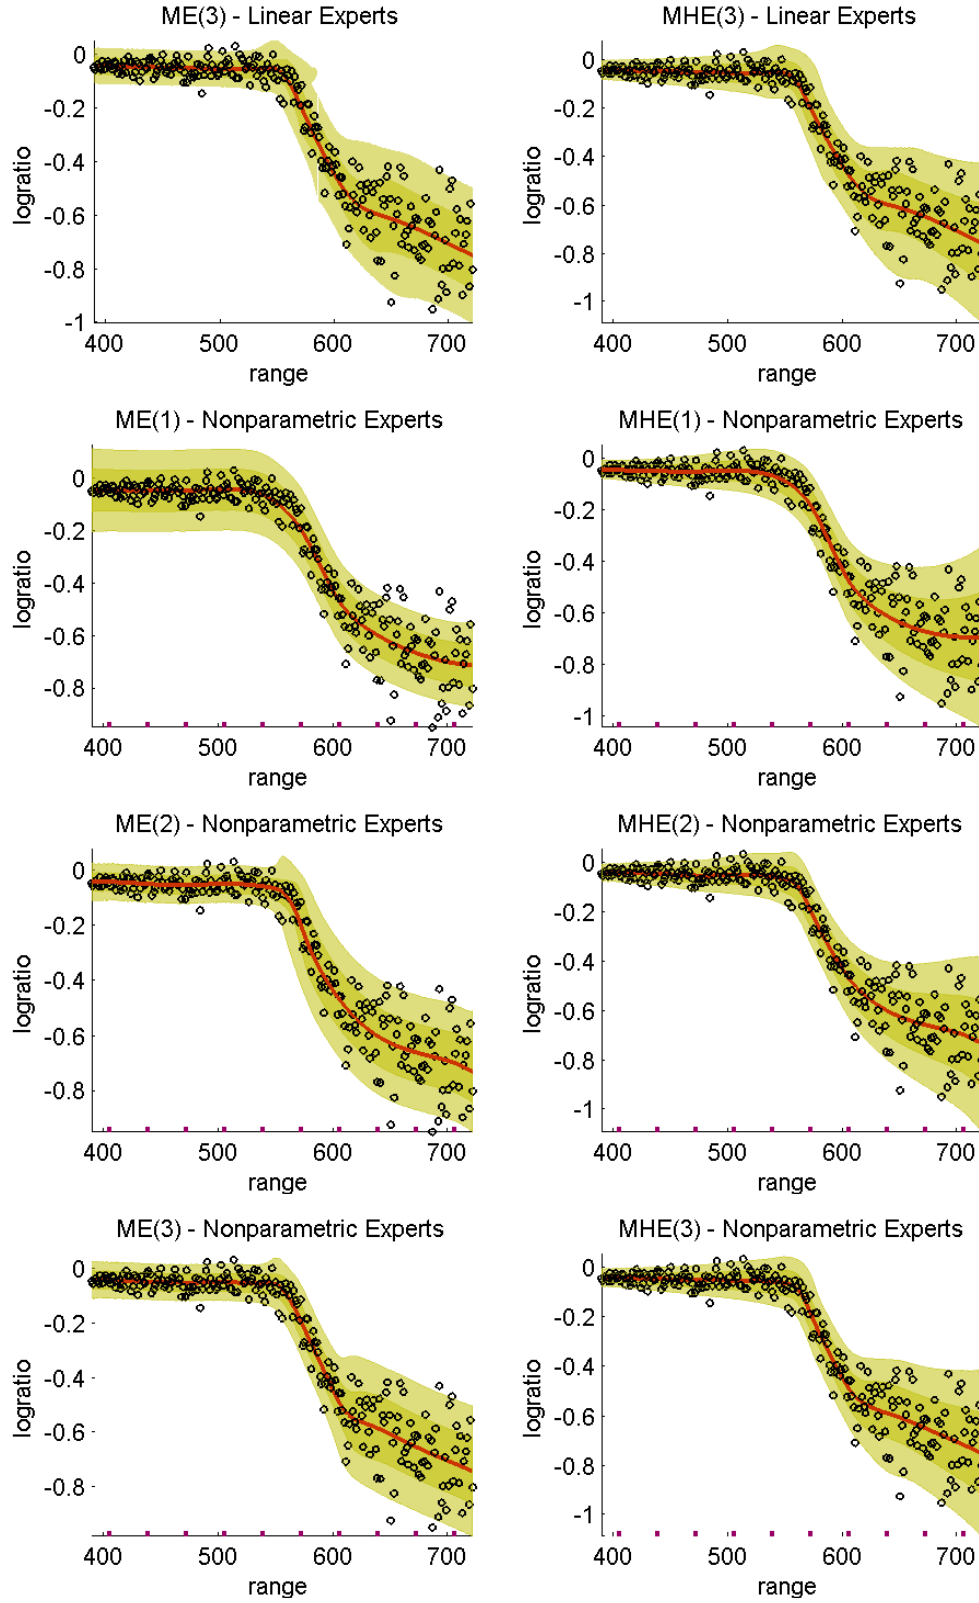 ME(3) - Linear Experts
MHE(3) - Linear Experts
0
-0.2
-0.4
-0.6
-0.8
-1
logratio
400 500 600 700
range
0
-0.2
-0.4
-0.6
-0.8
-1
logratio
400 500 600 700
range
ME(1) - Nonparametric Experts
MHE(1) - Nonparametric Experts
0
-0.2
-0.4
-0.6
-0.8
logratio
400 500 600 700
range
0
-0.2
-0.4
-0.6
-0.8
-1
logratio
400 500 600 700
range
ME(2) - Nonparametric Experts
MHE(2) - Nonparametric Experts
0
-0.2
-0.4
-0.6
-0.8
logratio
400 500 600 700
range
0
-0.2
-0.4
-0.6
-0.8
-1
logratio
400 500 600 700
range
ME(3) - Nonparametric Experts
MHE(3) - Nonparametric Experts
0
-0.2
-0.4
-0.6
-0.8
logratio
400 500 600 700
range
0
-0.2
-0.4
-0.6
-0.8
-1
logratio
400 500 600 700
range